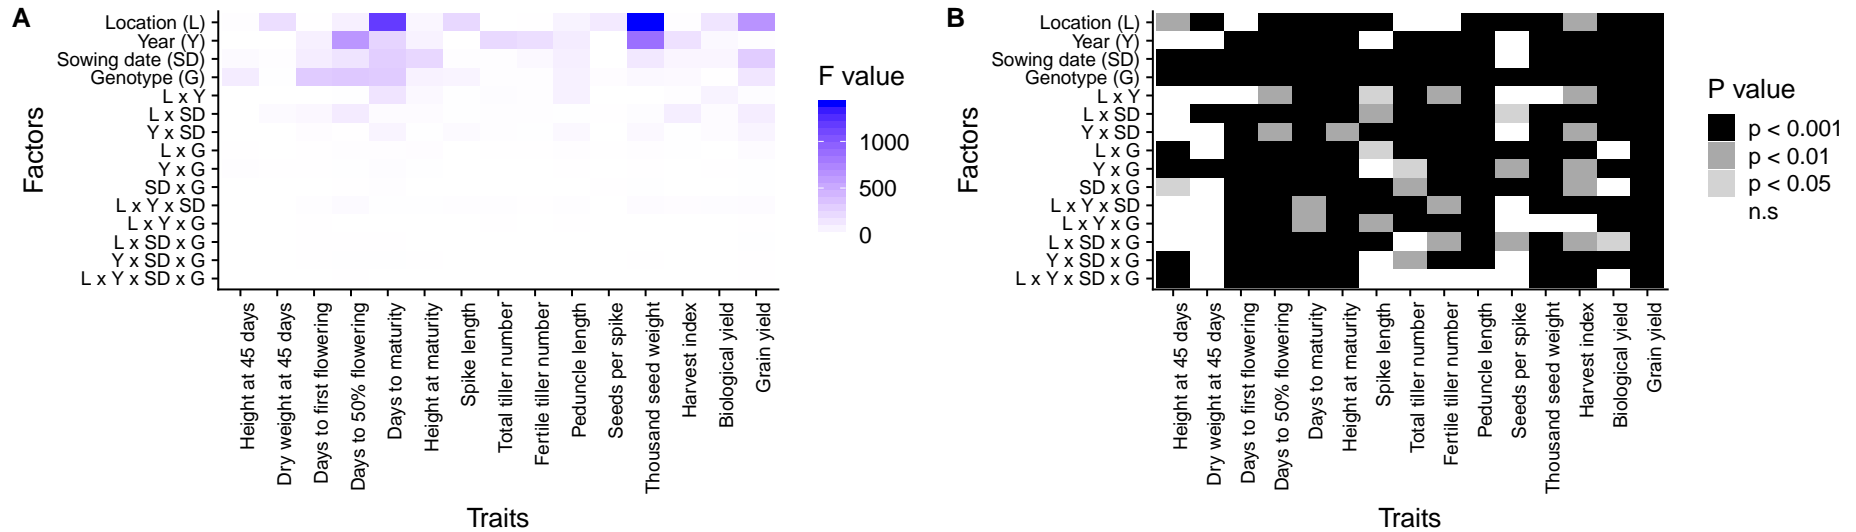 A
Factors
Location (L)
Year (Y)
Sowing date (SD)
Genotype (G)
L x Y
L x SD
Y x SD
L x G
Y x G
SD x G
L x Y x SD
L x Y x G
L x SD x G
Y x SD x G
L x Y x SD x G
Height at 45 days
Dry weight at 45 days
Days to first flowering
Days to 50% flowering
Days to maturity
Height at maturity
Spike length
Total tiller number
Fertile tiller number
Peduncle length
Seeds per spike
Thousand seed weight
Harvest index
Biological yield
Grain yield
Traits
F value
1000
500
0
B
Factors
Location (L)
Year (Y)
Sowing date (SD)
Genotype (G)
L x Y
L x SD
Y x SD
L x G
Y x G
SD x G
L x Y x SD
L x Y x G
L x SD x G
Y x SD x G
L x Y x SD x G
Height at 45 days
Dry weight at 45 days
Days to first flowering
Days to 50% flowering
Days to maturity
Height at maturity
Spike length
Total tiller number
Fertile tiller number
Peduncle length
Seeds per spike
Thousand seed weight
Harvest index
Biological yield
Grain yield
Traits
P value
p < 0.001
p < 0.01
p < 0.05
n.s